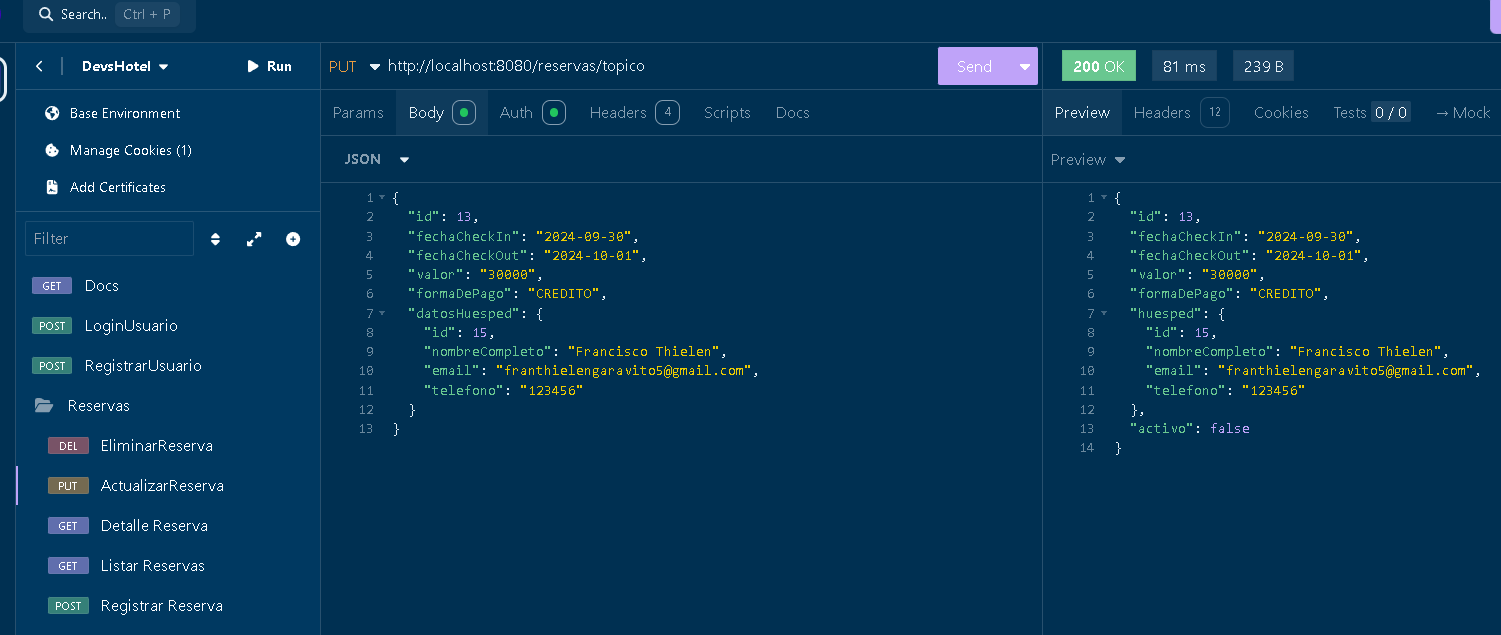 Search.. Ctrl + P
DevsHotel Run
Base Environment
Manage Cookies (1)
Add Certificates
Filter
GET Docs
POST LoginUsuario
POST RegistrarUsuario
Reservas
DEL EliminarReserva
PUT ActualizarReserva
GET Detalle Reserva
GET Listar Reservas
POST Registrar Reserva
PUT http://localhost:8080/reservas/topico Send
Params Body Auth Headers 4 Scripts Docs
JSON
1 {
2 "id": 13,
3 "fechaCheckIn": "2024-09-30",
4 "fechaCheckOut": "2024-10-01",
5 "valor": "30000",
6 "formaDePago": "CREDITO",
7 "datosHuesped": {
8 "id": 15,
9 "nombreCompleto": "Francisco Thielen",
10 "email": "franthielengaravito5@gmail.com",
11 "telefono": "123456"
12 }
13 }
200 OK 81 ms 239 B
Preview Headers 12 Cookies Tests 0 / 0 → Mock
Preview
1 {
2 "id": 13,
3 "fechaCheckIn": "2024-09-30",
4 "fechaCheckOut": "2024-10-01",
5 "valor": "30000",
6 "formaDePago": "CREDITO",
7 "huesped": {
8 "id": 15,
9 "nombreCompleto": "Francisco Thielen",
10 "email": "franthielengaravito5@gmail.com",
11 "telefono": "123456"
12 },
13 "activo": false
14 }